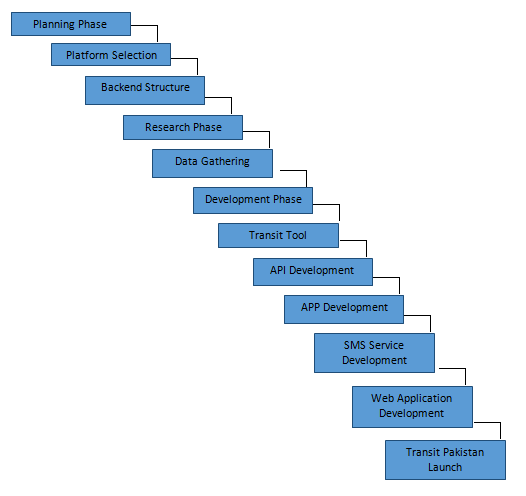 Planning Phase
Platform Selection
Backend Structure
Research Phase
Data Gathering
Development Phase
Transit Tool
API Development
APP Development
SMS Service
Development
Web Application
Development
Transit Pakistan
Launch